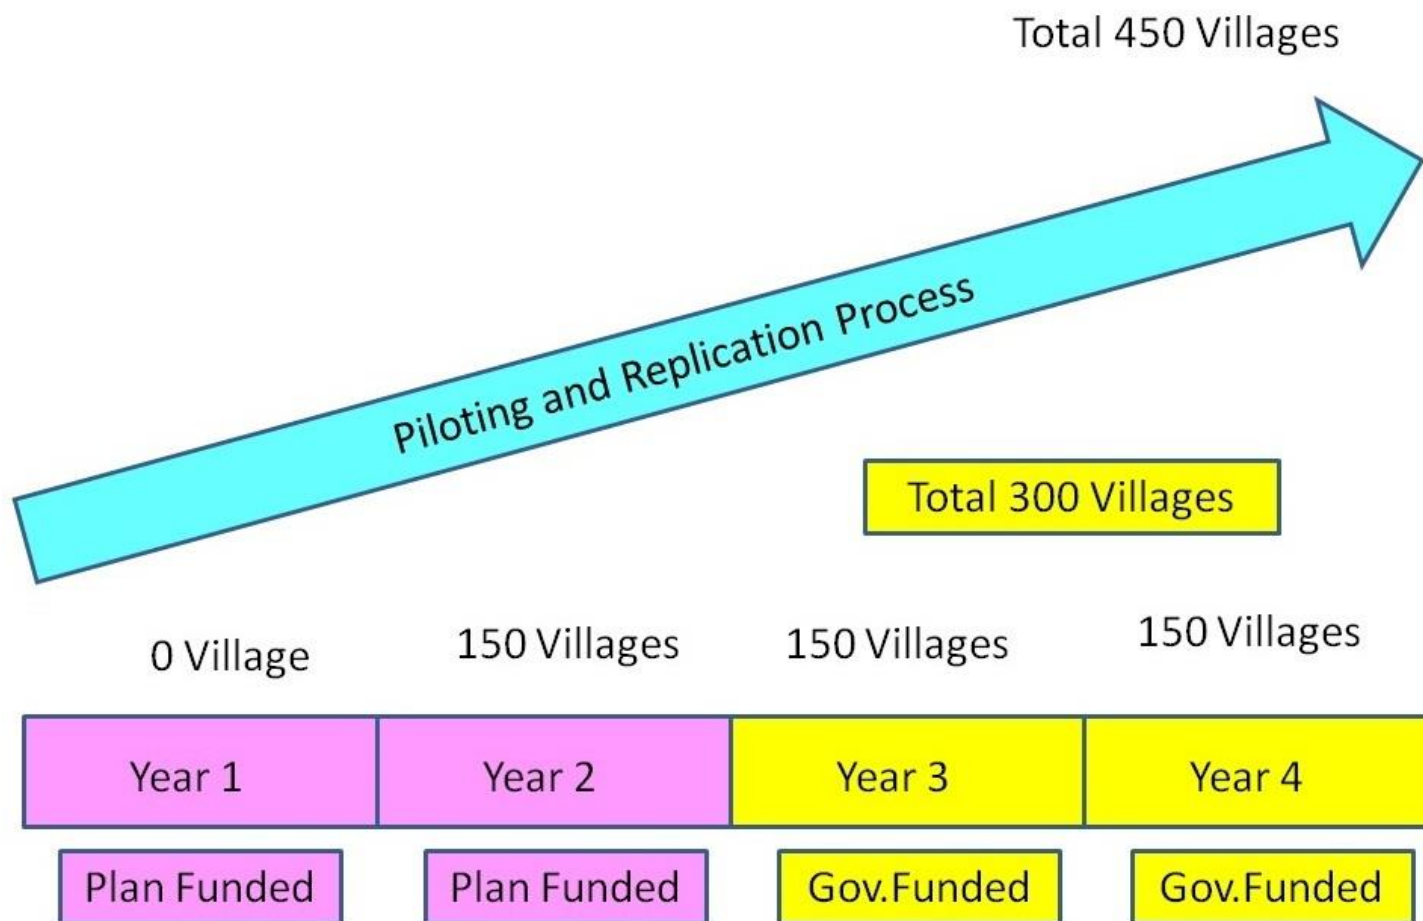 Total 450 Villages
Piloting and Replication Process
Total 300 Villages
0 Village
150 Villages
150 Villages
150 Villages
Year 1
Year 2
Year 3
Year 4
Plan Funded
Plan Funded
Gov.Funded
Gov.Funded